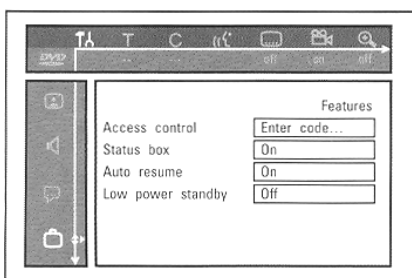 T C
off on off
DVD
Features
Access control Enter code...
Status box On
Auto resume On
Low power standby Off